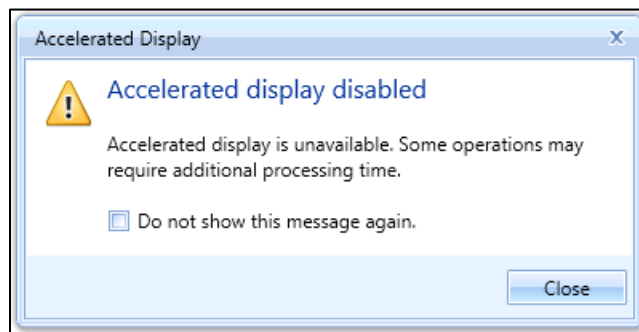 Accelerated Display
Accelerated display disabled
Accelerated display is unavailable. Some operations may
require additional processing time.
Do not show this message again.
Close